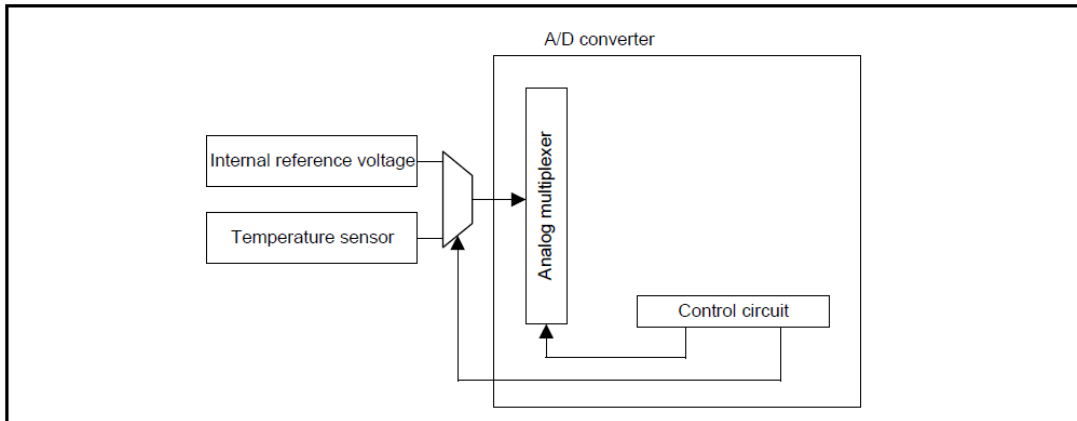 A/D converter
Internal reference voltage
Temperature sensor
Analog multiplexer
Control circuit